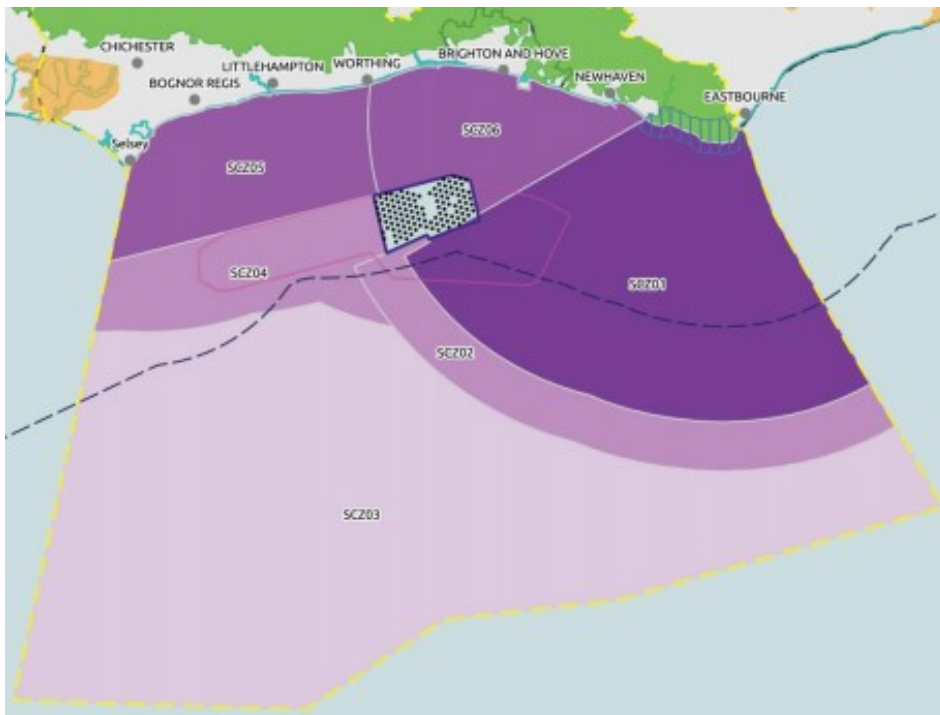 CHICHESTER
BRIGHTON AND HOVE
WORTHING
LITTLEHAMPTON
NEWHAVEN
BOGNOR REGIS
EASTBOURNE
Selsey
SCZ06
SCZ05
SCZ04
SCZ01
SCZ02
SCZ03